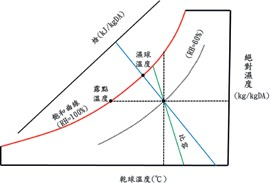 焓(kJ/kgDA)
(RH=60%)
濕球
溫度
絕對濕度
(kg/kgDA)
露點
溫度
飽和曲線
(RH=100%)
比容
乾球溫度(℃)